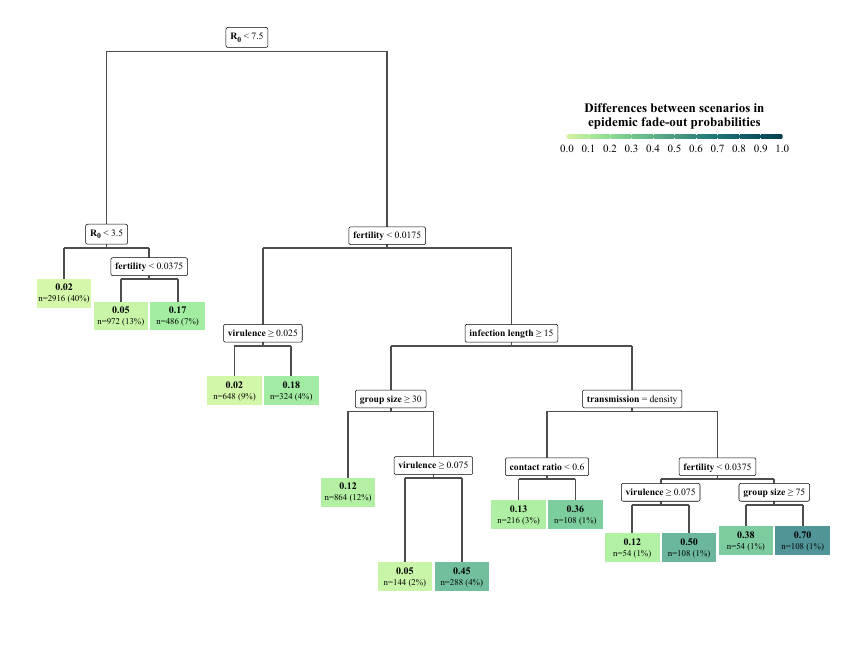 R0 < 7.5
Differences between scenarios in
epidemic fade-out probabilities
0.0 0.1 0.2 0.3 0.4 0.5 0.6 0.7 0.8 0.9 1.0
R0 < 3.5
fertility < 0.0175
fertility < 0.0375
0.02
n=2916 (40%)
0.05
n=972 (13%)
0.17
n=486 (7%)
virulence ≥ 0.025
infection length ≥ 15
0.02
n=648 (9%)
0.18
n=324 (4%)
group size ≥ 30
transmission = density
virulence ≥ 0.075
contact ratio < 0.6
fertility < 0.0375
0.12
n=864 (12%)
virulence ≥ 0.075
group size ≥ 75
0.13
n=216 (3%)
0.36
n=108 (1%)
0.12
n=54 (1%)
0.50
n=108 (1%)
0.38
n=54 (1%)
0.70
n=108 (1%)
0.05
n=144 (2%)
0.45
n=288 (4%)